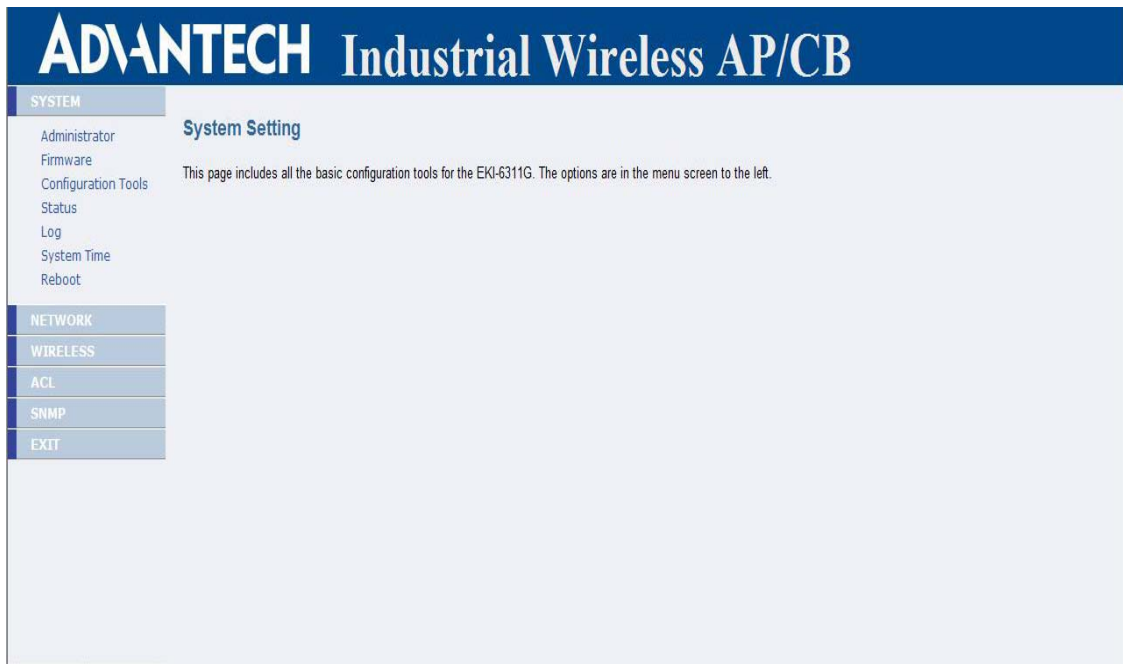 ADVANTECH Industrial Wireless AP/CB
SYSTEM
Administrator
Firmware
Configuration Tools
Status
Log
System Time
Reboot
NETWORK
WIRELESS
ACL
SNMP
EXIT
System Setting
This page includes all the basic configuration tools for the EKI-6311G. The options are in the menu screen to the left.